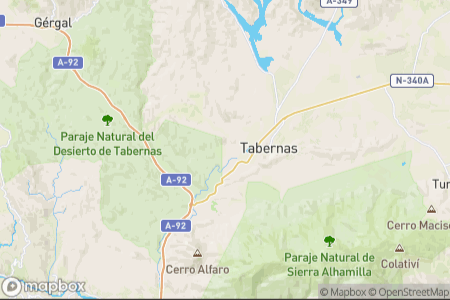 A-349
Gérgal
A-92
N-340A
Paraje Natural del
Desierto de Tabernas
Tabernas
A-92
Tur
A-92
Cerro Macisc
Paraje Natural de
Sierra Alhamilla
Colativí
Cerro Alfaro
mapbox
© Mapbox © OpenStreetMap